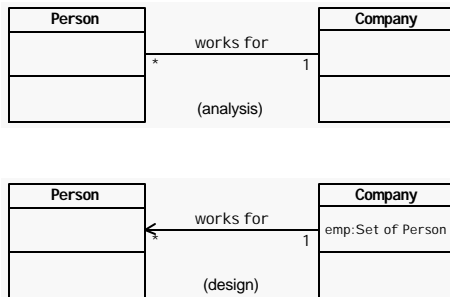 Person
Company
works for
*
1
(analysis)
Person
Company
works for
emp:Set of Person
*
1
(design)